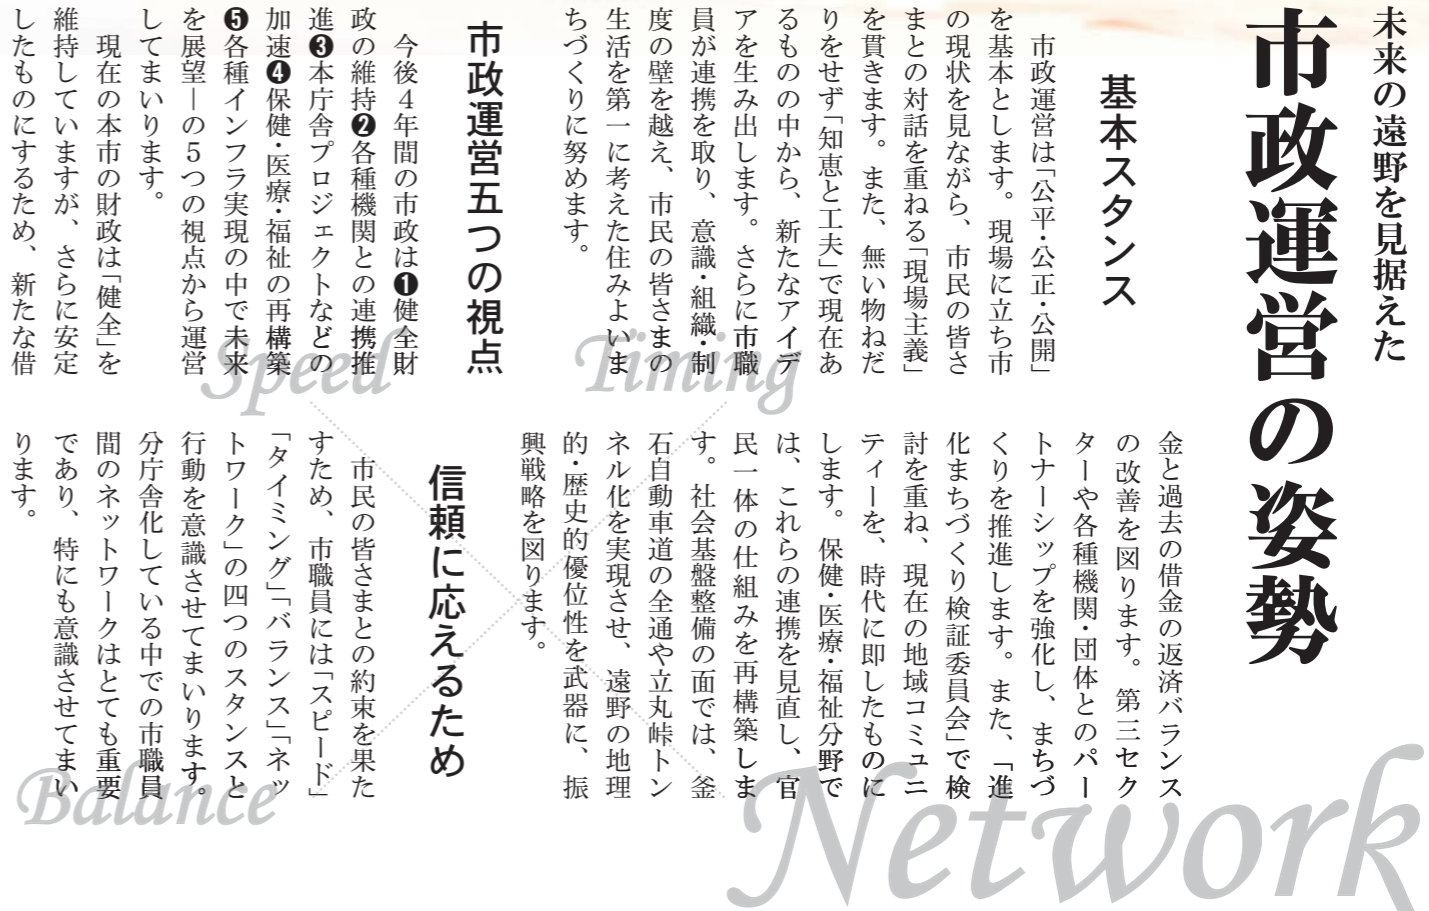 未来の遠野を見据えた
市政運営の姿勢
基本スタンス
　市政運営は「公平・公正・公開」
を基本とします。現場に立ち市
の現状を見ながら、市民の皆さ
まとの対話を重ねる「現場主義」
を貫きます。また、無い物ねだ
りをせず「知恵と工夫」で現在あ
るものの中から、新たなアイデ
アを生み出します。さらに市職
員が連携を取り、意識・組織・制
度の壁を越え、市民の皆さまの
生活を第一に考えた住みよいま
ちづくりに努めます。
市政運営五つの視点
　今後４年間の市政は❶健全財
政の維持❷各種機関との連携推
進❸本庁舎プロジェクトなどの
加速❹保健・医療・福祉の再構築
❺各種インフラ実現の中で未来
を展望―の５つの視点から運営
してまいります。
　現在の本市の財政は「健全」を
維持していますが、さらに安定
したものにするため、新たな借
金と過去の借金の返済バランス
の改善を図ります。第三セク
ターや各種機関・団体とのパー
トナーシップを強化し、まちづ
くりを推進します。また、「進
化まちづくり検証委員会」で検
討を重ね、現在の地域コミュニ
ティーを、時代に即したものに
します。保健・医療・福祉分野で
は、これらの連携を見直し、官
民一体の仕組みを再構築しま
す。社会基盤整備の面では、釜
石自動車道の全通や立丸峠トン
ネル化を実現させ、遠野の地理
的・歴史的優位性を武器に、振
興戦略を図ります。
信頼に応えるため
　市民の皆さまとの約束を果た
すため、市職員には「スピード」
「タイミング」「バランス」「ネッ
トワーク」の四つのスタンスと
行動を意識させてまいります。
分庁舎化している中での市職員
間のネットワークはとても重要
であり、特にも意識させてまい
ります。
Speed
Timing
Balance
Network